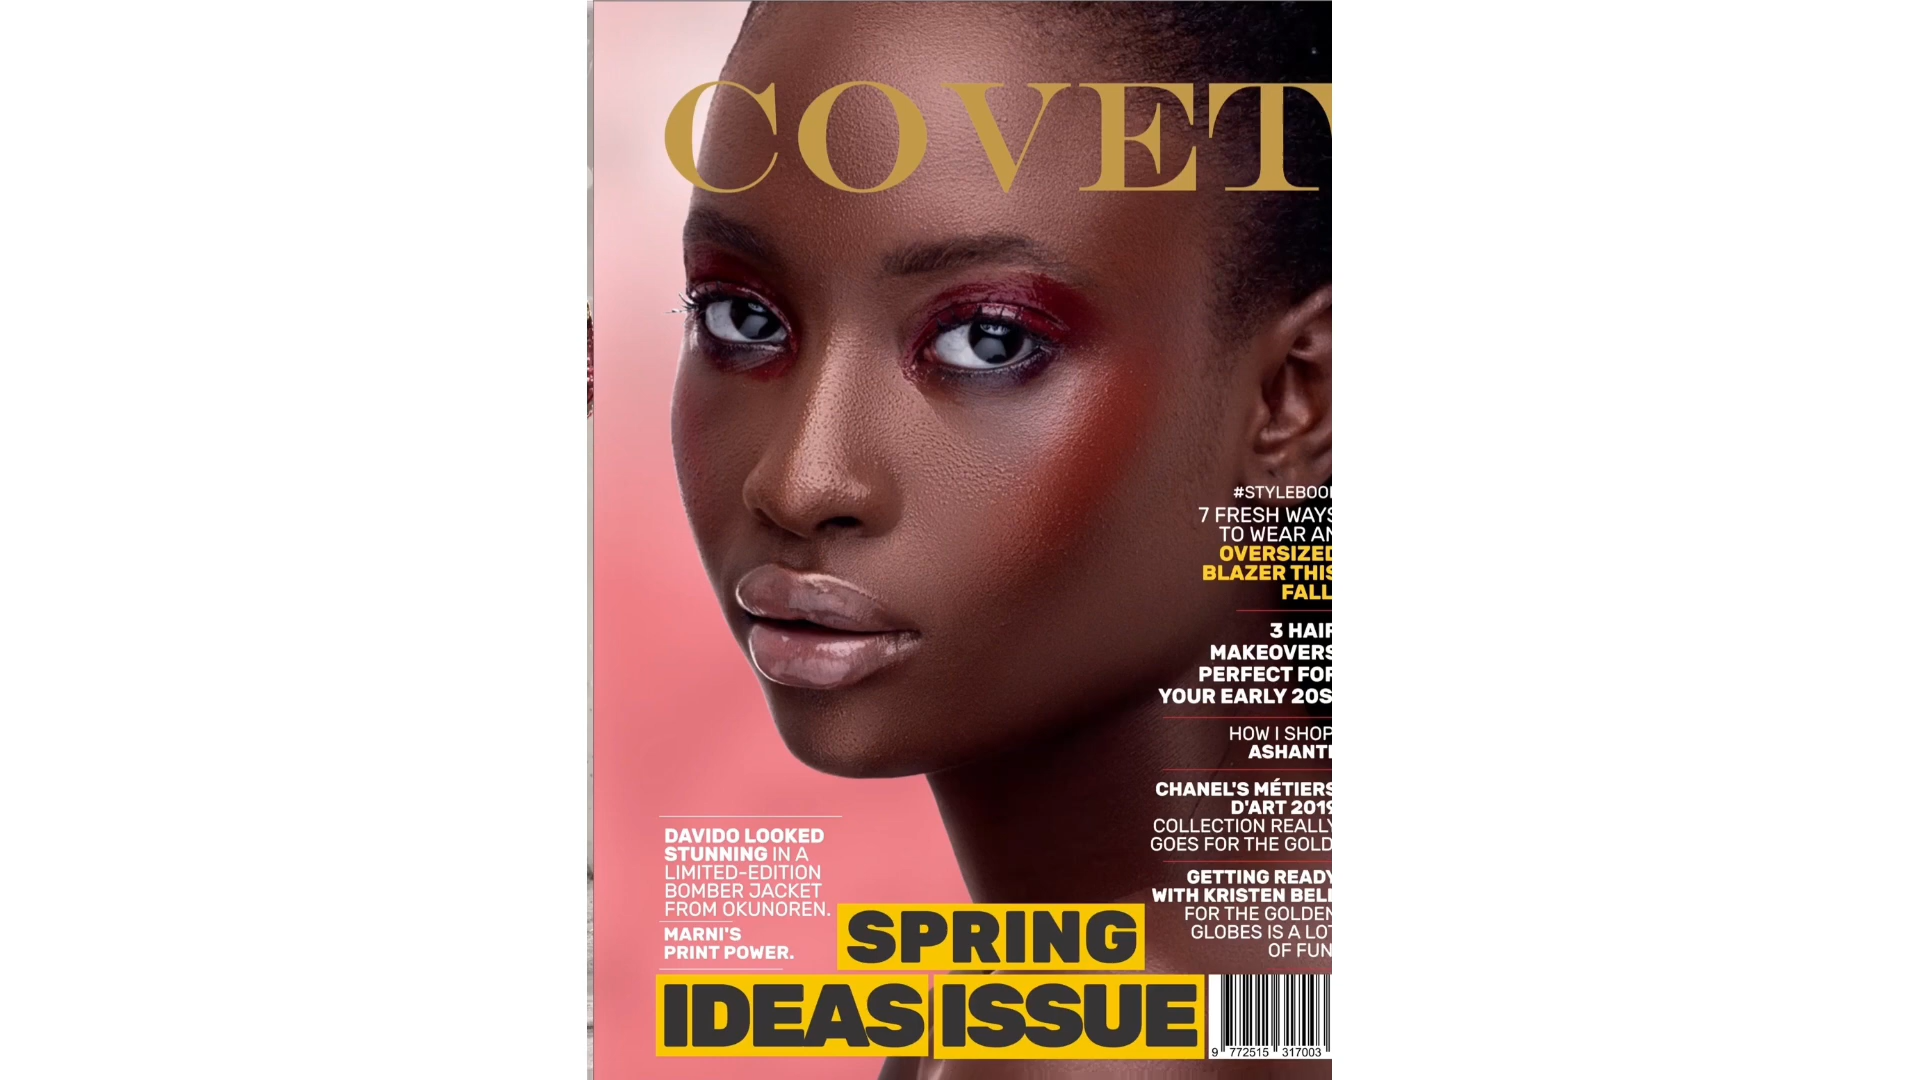 COVET
#STYLEBOOK
7 FRESH WAYS
TO WEAR AN
OVERSIZED
BLAZER THIS
FALL
3 HAIR
MAKEOVERS
PERFECT FOR
YOUR EARLY 20S
HOW I SHOP
ASHANTI
CHANEL'S MÉTIERS
D'ART 2019
COLLECTION REALLY
GOES FOR THE GOLD
GETTING READY
WITH KRISTEN BELL
FOR THE GOLDEN
GLOBES IS A LOT
OF FUN
DAVIDO LOOKED
STUNNING IN A
LIMITED-EDITION
BOMBER JACKET
FROM OKUNOREN.
MARNI'S
PRINT POWER.
SPRING
IDEAS ISSUE
9 772515 317003